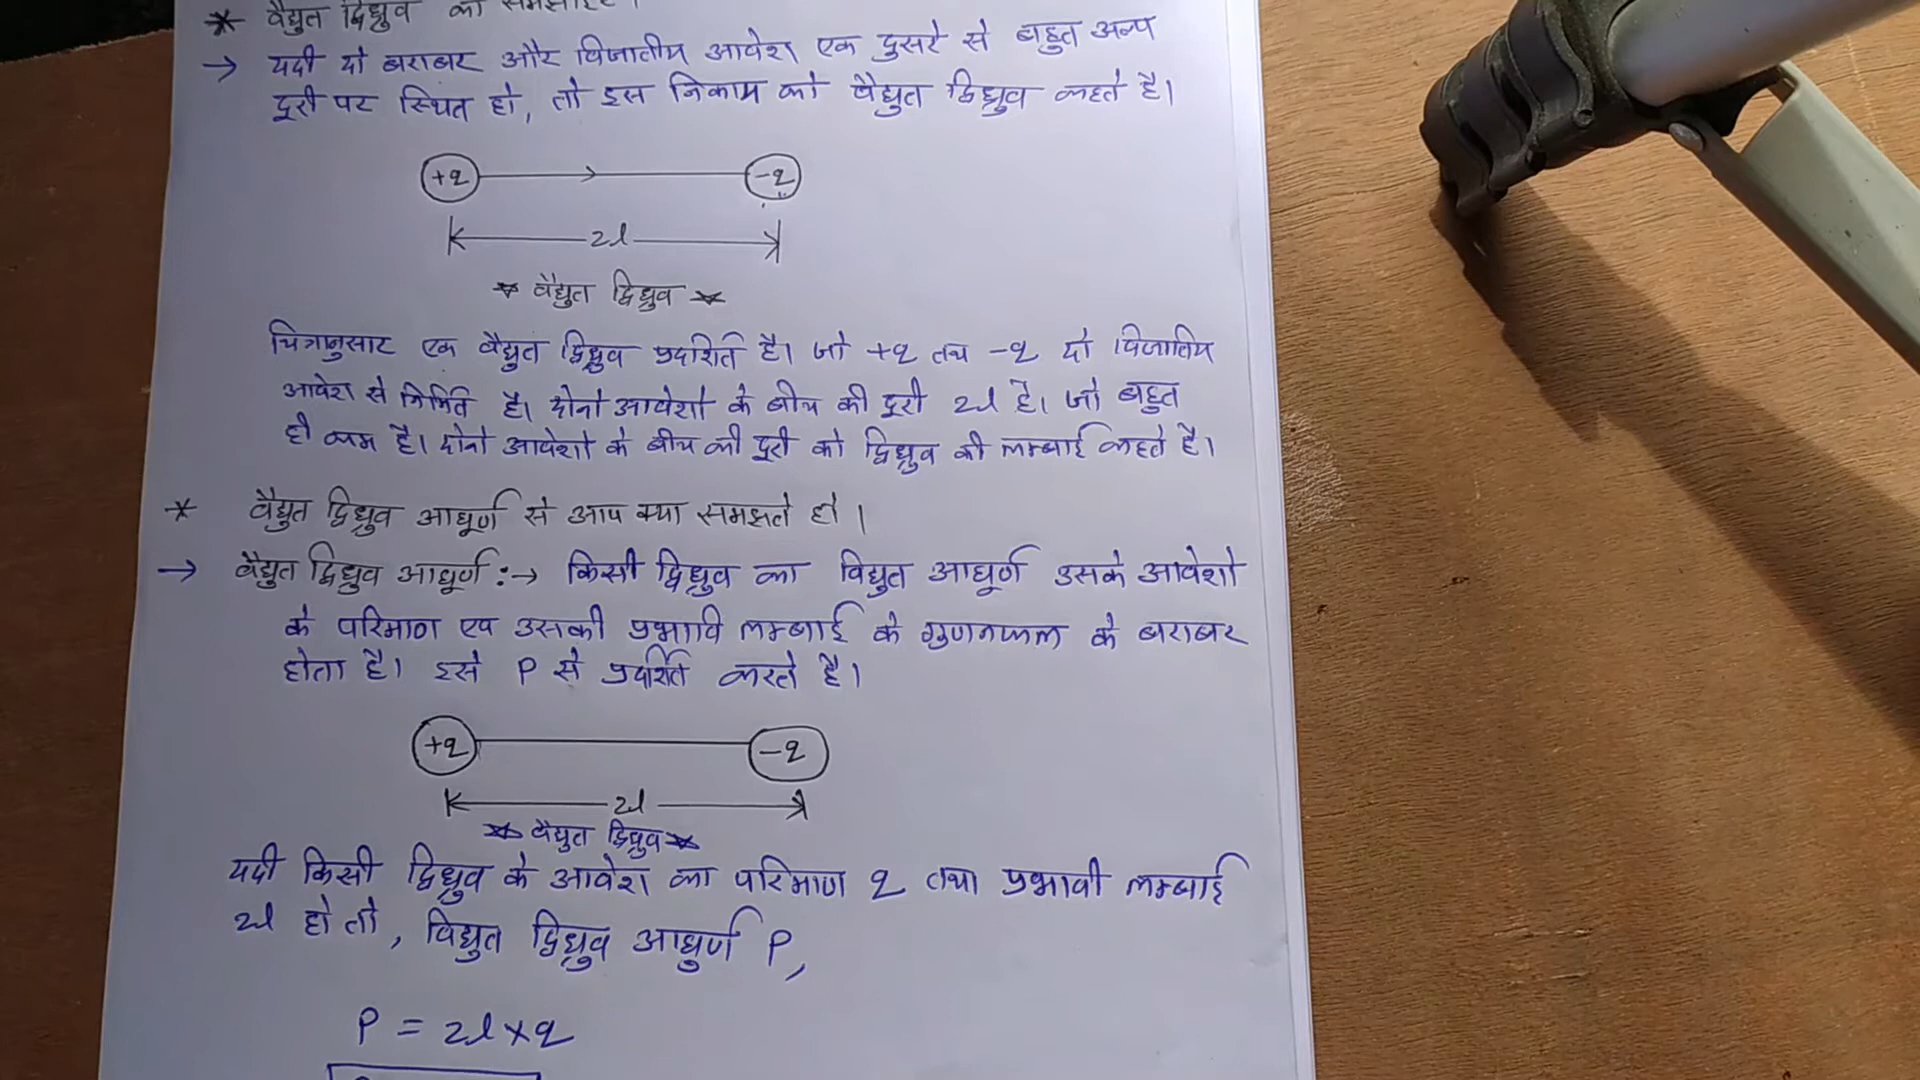 * वैद्युत द्विध्रुव को समझाइए ।
→ यदी दो बराबर और विजातीय आवेश एक दुसरे से बहुत अल्प
दूरी पर स्थित हो, तो इस निकाय को वैद्युत द्विध्रुव कहते है।
+q -q
2l
* वैद्युत द्विध्रुव *
चित्रानुसार एक वैद्युत द्विध्रुव प्रदर्शित है। जो +q तथ -q दो विजातिय
आवेश से निर्मित है। दोनो आवेशो के बीच की दूरी 2l है। जो बहुत
ही कम है। दोनो आवेशो के बीच की दूरी को द्विध्रुव की लम्बाई कहते है।
* वैद्युत द्विध्रुव आघूर्ण से आप क्या समझते हो ।
→ वैद्युत द्विध्रुव आघूर्ण :→ किसी द्विध्रुव का विद्युत आघूर्ण उसके आवेशो
के परिमाण एव उसकी प्रभावि लम्बाई के गुणनफल के बराबर
होता है। इसे P से प्रदर्शित करते है।
+q -q
2l
* वैद्युत द्विध्रुव *
यदी किसी द्विध्रुव के आवेश का परिमाण q तथा प्रभावी लम्बाई
2l हो तो, विद्युत द्विध्रुव आघुर्ण P,
P = 2l×q